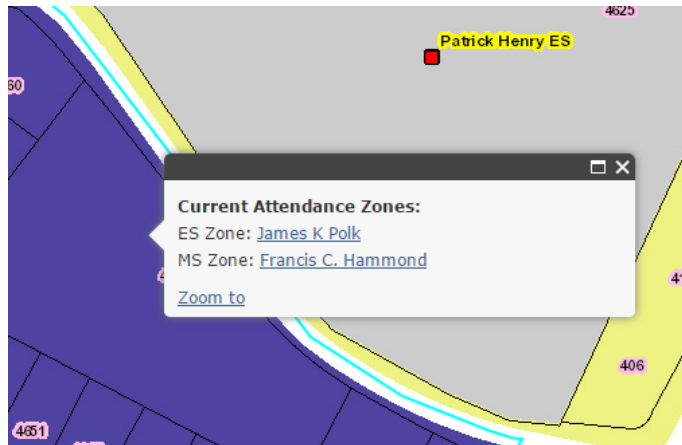 4625
Patrick Henry ES
60
Current Attendance Zones:
ES Zone: James K Polk
MS Zone: Francis C. Hammond
Zoom to
406
4651